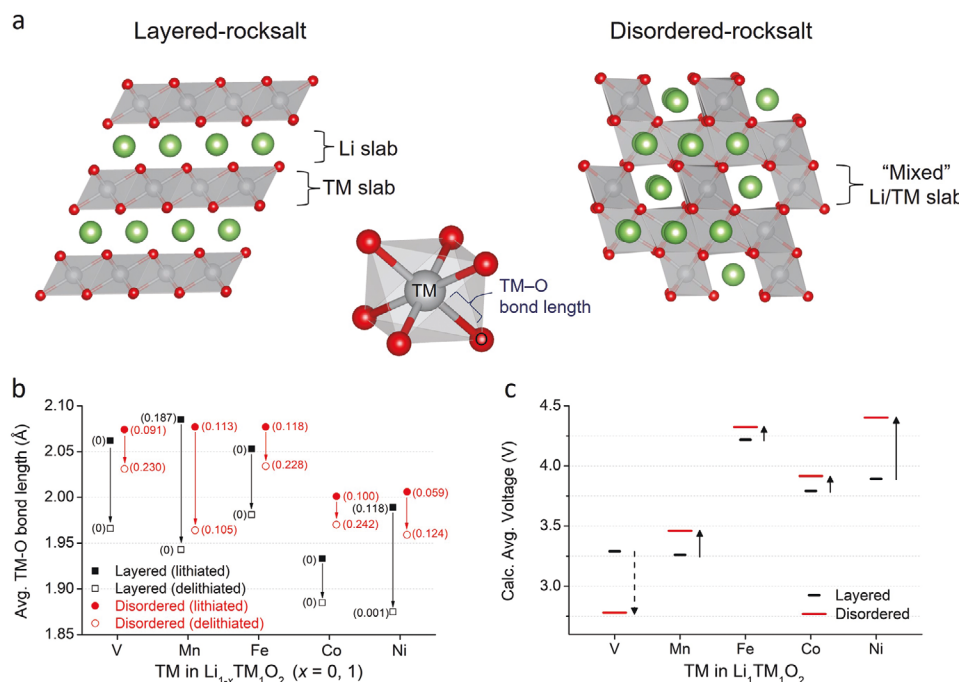 a
Layered-rocksalt
Disordered-rocksalt
Li slab
TM slab
“Mixed”
Li/TM slab
TM
TM–O
bond length
O
b
Avg. TM-O bond length (Å)
2.10
2.05
2.00
1.95
1.90
1.85
(0)
(0.091)
(0.230)
(0)
(0.187)
(0.113)
(0.105)
(0)
(0)
(0.118)
(0.228)
(0)
(0)
(0.100)
(0.242)
(0)
(0.118)
(0.059)
(0.124)
(0.001)
Layered (lithiated)
Layered (delithiated)
Disordered (lithiated)
Disordered (delithiated)
V Mn Fe Co Ni
TM in Li1-xTM1O2 (x = 0, 1)
c
Calc. Avg. Voltage (V)
4.5
4.0
3.5
3.0
Layered
Disordered
V Mn Fe Co Ni
TM in Li1TM1O2